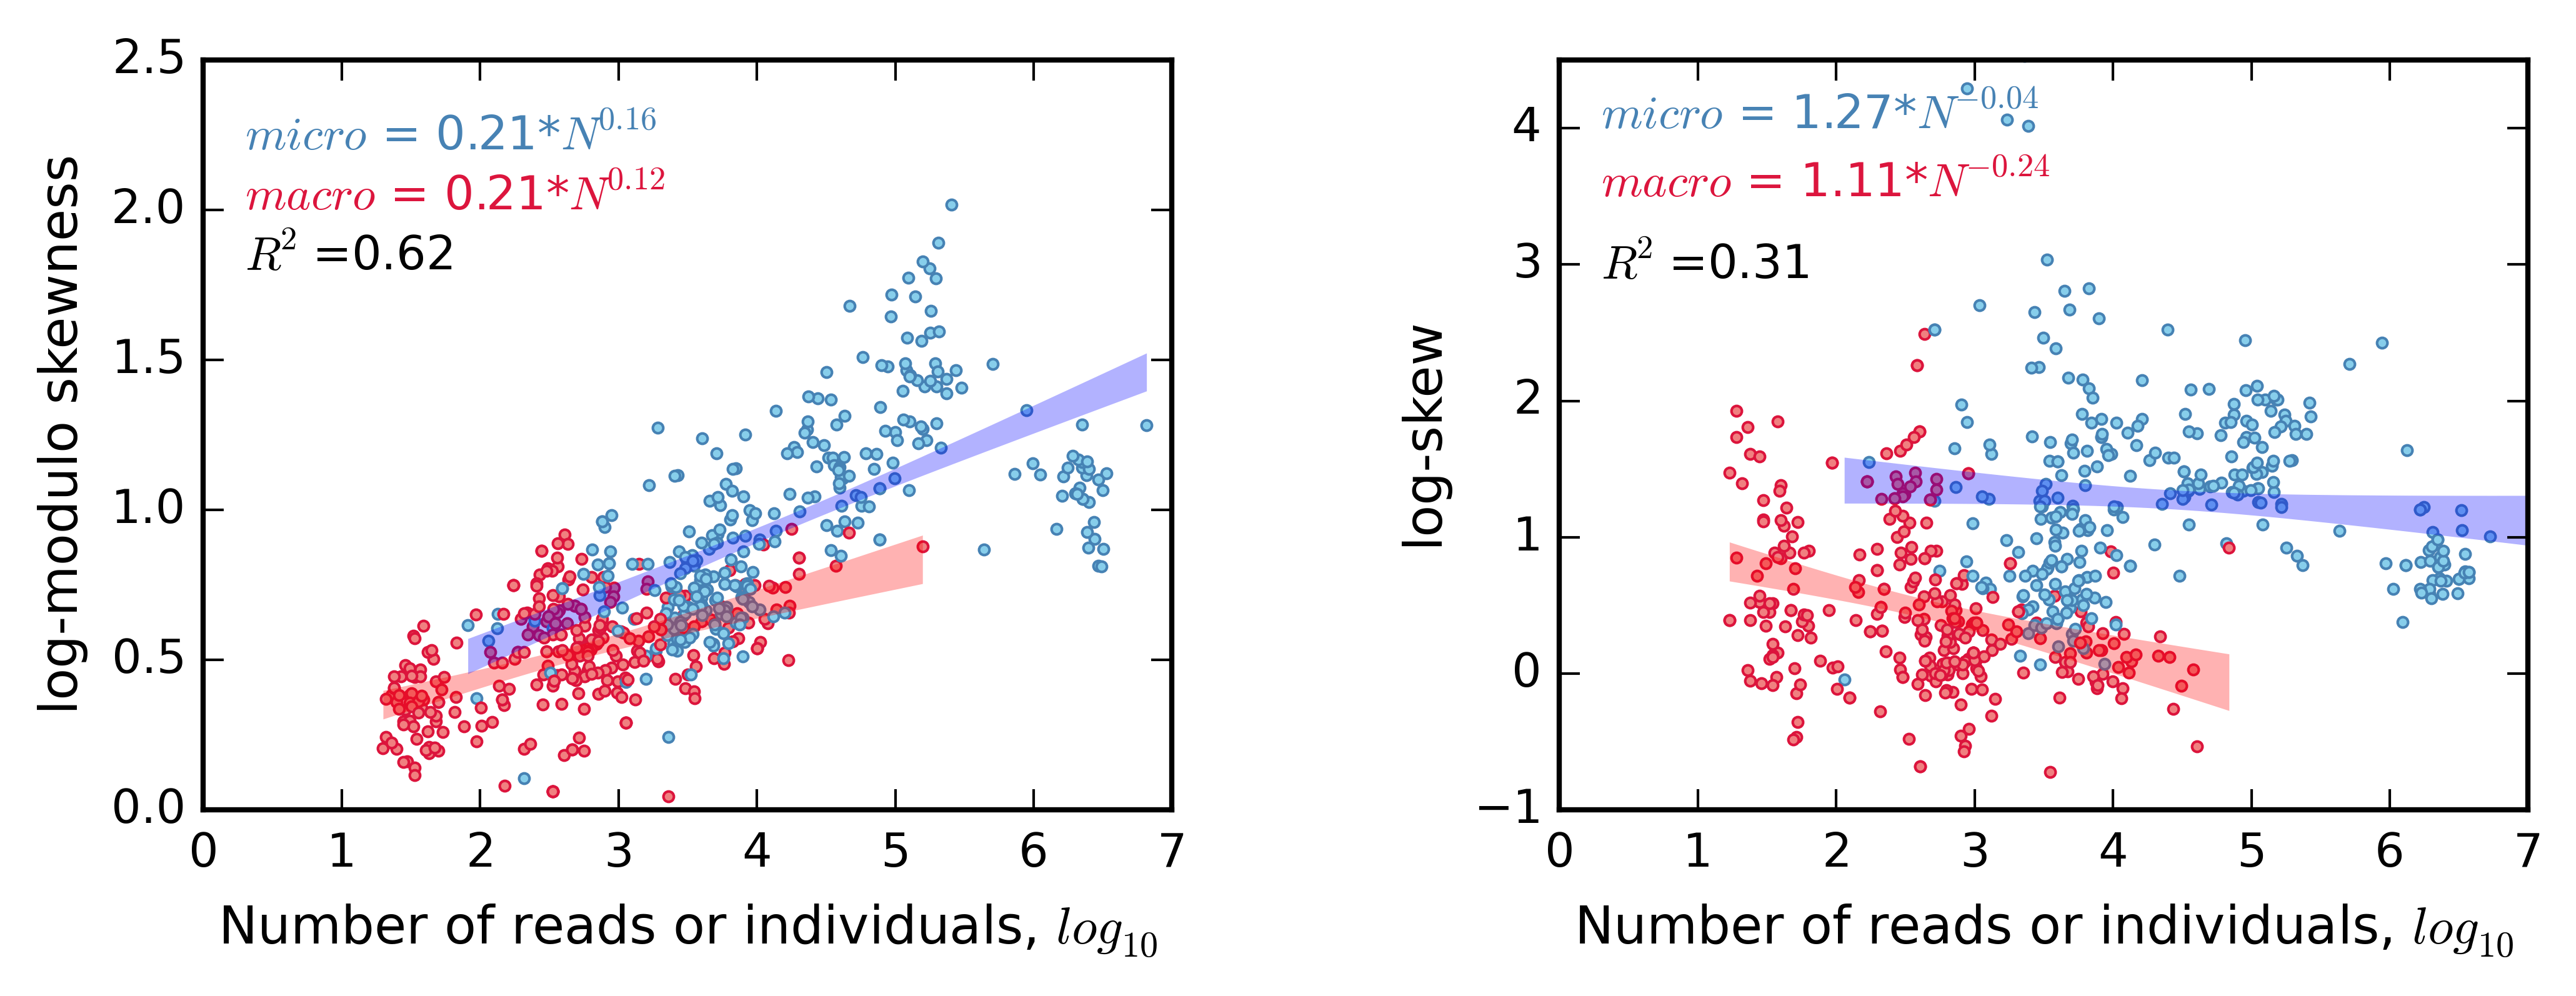 2.5
2.0
1.5
1.0
0.5
0.0
log-modulo skewness
micro = 0.21*N^0.16
macro = 0.21*N^0.12
R^2 =0.62
0 1 2 3 4 5 6 7
Number of reads or individuals, log_10
4
3
2
1
0
−1
log-skew
micro = 1.27*N^−0.04
macro = 1.11*N^−0.24
R^2 =0.31
0 1 2 3 4 5 6 7
Number of reads or individuals, log_10